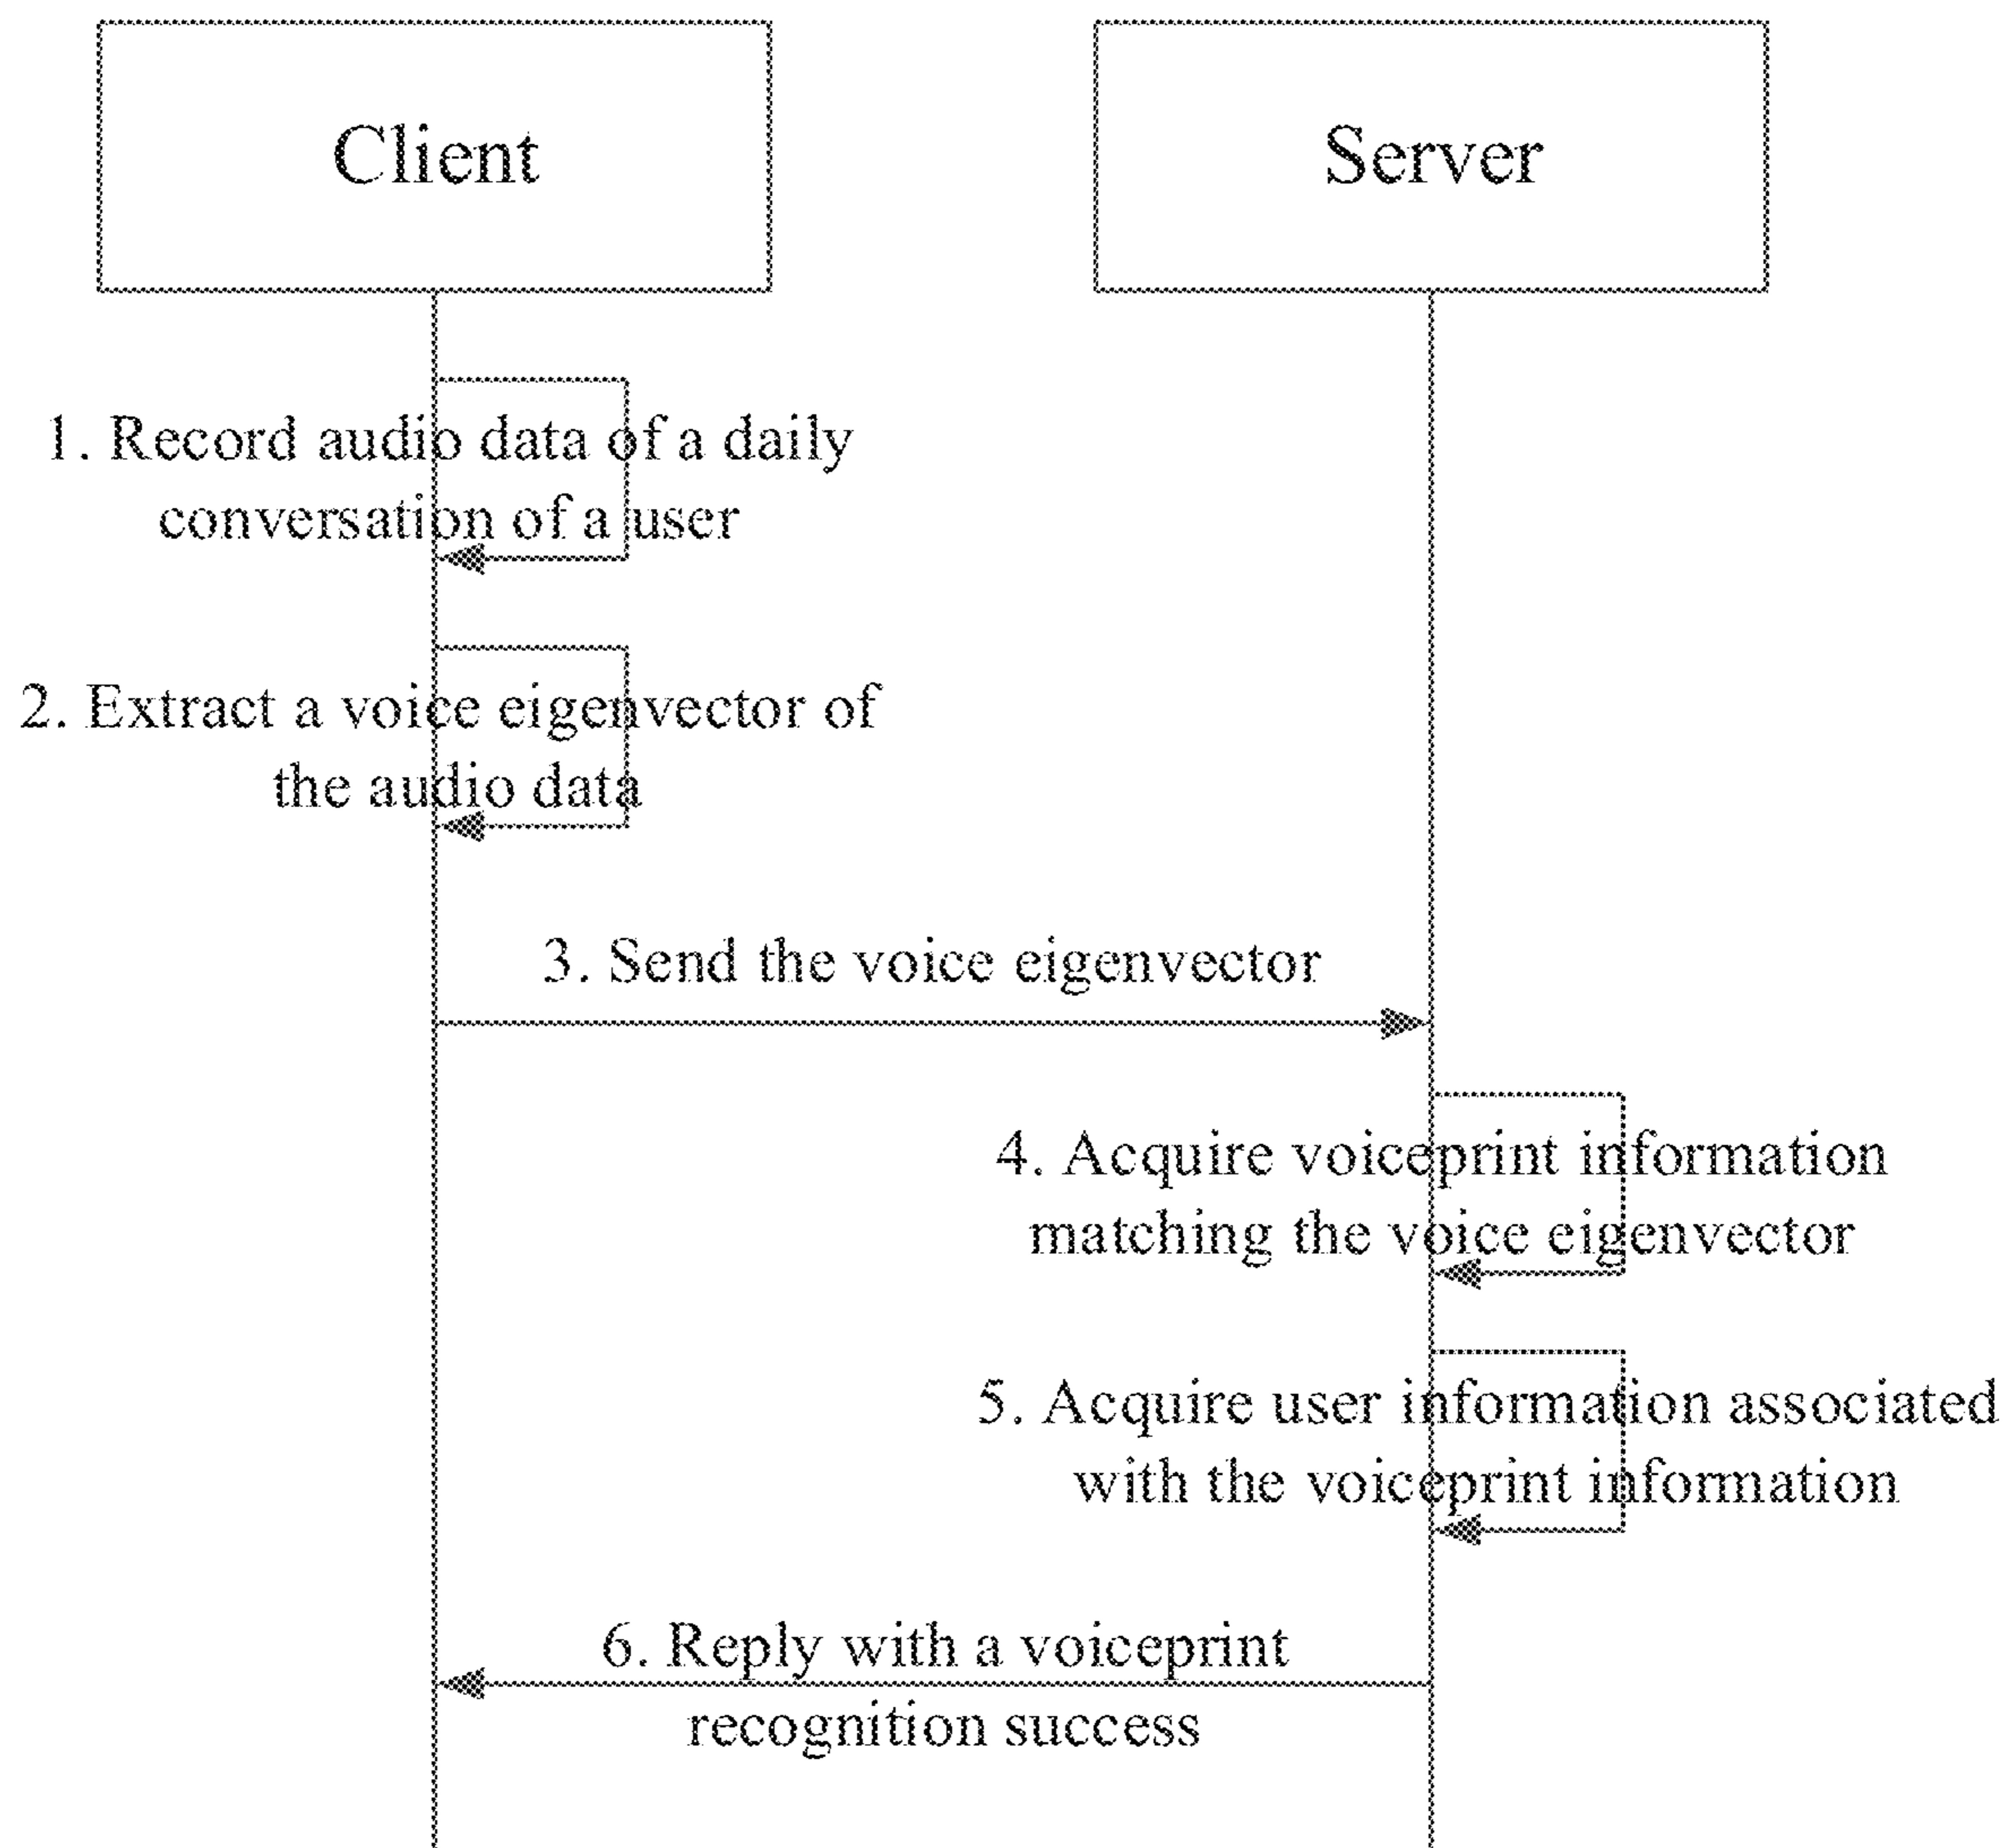 Client
Server
1. Record audio data of a daily
conversation of a user
2. Extract a voice eigenvector of
the audio data
3. Send the voice eigenvector
4. Acquire voiceprint information
matching the voice eigenvector
5. Acquire user information associated
with the voiceprint information
6. Reply with a voiceprint
recognition success